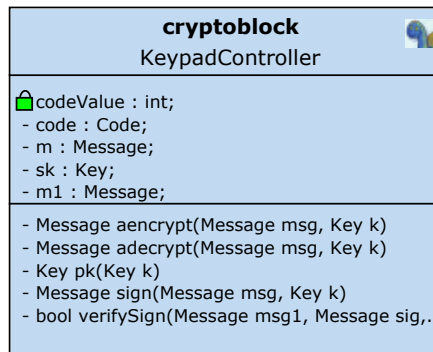 cryptoblock
KeypadController
codeValue : int;
- code : Code;
- m : Message;
- sk : Key;
- m1 : Message;
- Message aencrypt(Message msg, Key k)
- Message adecrypt(Message msg, Key k)
- Key pk(Key k)
- Message sign(Message msg, Key k)
- bool verifySign(Message msg1, Message sig,.